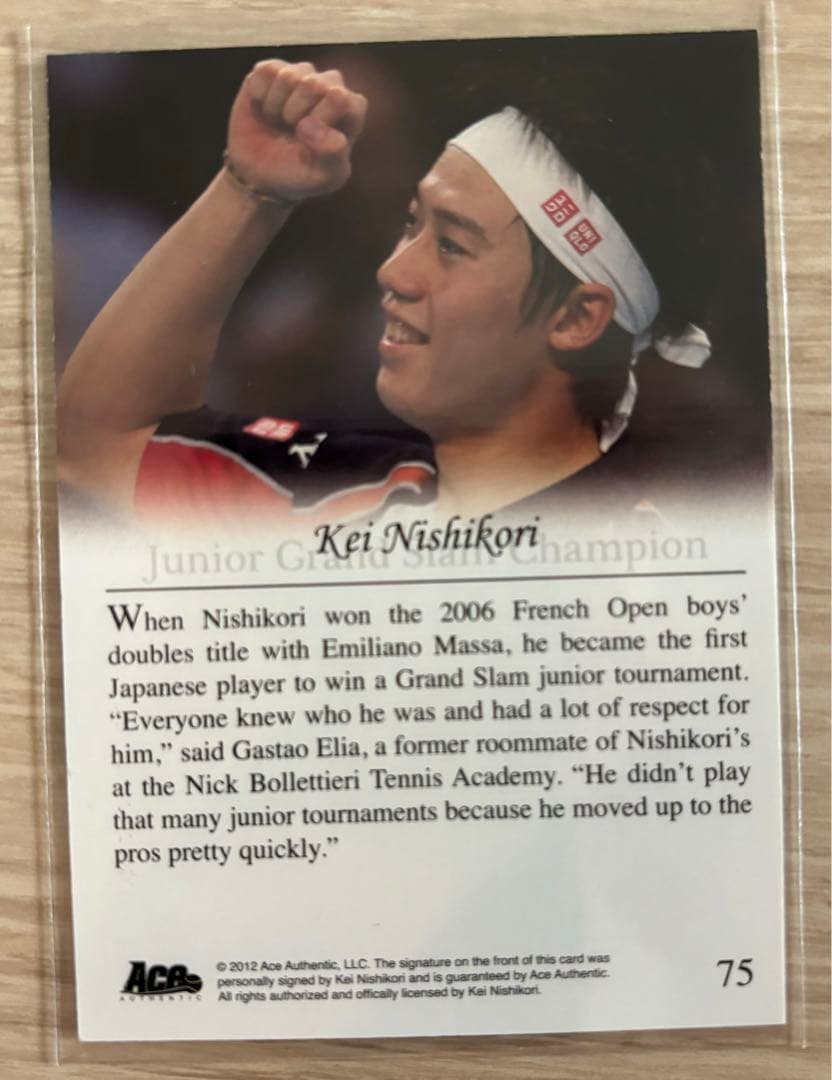 ユニ
クロ
UNI
QLO
Kei Nishikori
Junior Grand Slam Champion
When Nishikori won the 2006 French Open boys’
doubles title with Emiliano Massa, he became the first
Japanese player to win a Grand Slam junior tournament.
“Everyone knew who he was and had a lot of respect for
him,” said Gastao Elia, a former roommate of Nishikori’s
at the Nick Bollettieri Tennis Academy. “He didn’t play
that many junior tournaments because he moved up to the
pros pretty quickly.”
ACE
AUTHENTIC
© 2012 Ace Authentic, LLC. The signature on the front of this card was
personally signed by Kei Nishikori and is guaranteed by Ace Authentic.
All rights authorized and offically licensed by Kei Nishikori.
75